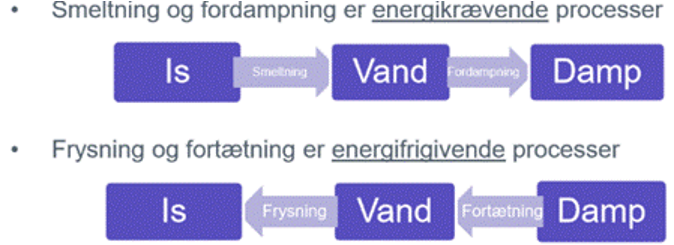 • Smeltning og fordampning er energikrævende processer
Is Smeltning Vand Fordampning Damp
• Frysning og fortætning er energifrigivende processer
Is Frysning Vand Fortætning Damp